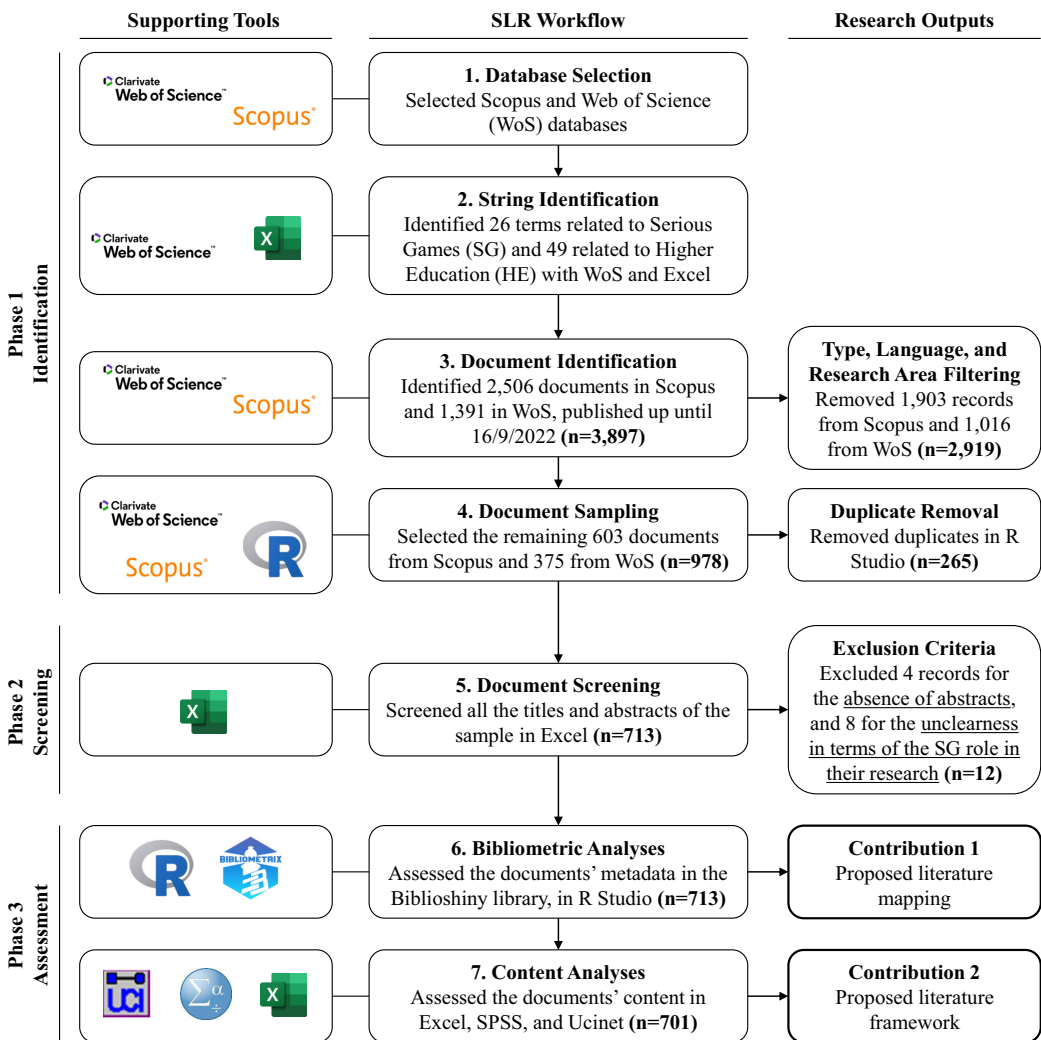 Supporting Tools
SLR Workflow
Research Outputs
Phase 1
Identification
Clarivate
Web of Science™
Scopus®
1. Database Selection
Selected Scopus and Web of Science
(WoS) databases
Clarivate
Web of Science™
X
2. String Identification
Identified 26 terms related to Serious
Games (SG) and 49 related to Higher
Education (HE) with WoS and Excel
Clarivate
Web of Science™
Scopus®
3. Document Identification
Identified 2,506 documents in Scopus
and 1,391 in WoS, published up until
16/9/2022 (n=3,897)
Type, Language, and
Research Area Filtering
Removed 1,903 records
from Scopus and 1,016
from WoS (n=2,919)
Clarivate
Web of Science™
Scopus®
R
4. Document Sampling
Selected the remaining 603 documents
from Scopus and 375 from WoS (n=978)
Duplicate Removal
Removed duplicates in R
Studio (n=265)
Phase 2
Screening
X
5. Document Screening
Screened all the titles and abstracts of the
sample in Excel (n=713)
Exclusion Criteria
Excluded 4 records for
the absence of abstracts,
and 8 for the unclearness
in terms of the SG role in
their research (n=12)
Phase 3
Assessment
R
BIBLIOMETRIX
6. Bibliometric Analyses
Assessed the documents’ metadata in the
Biblioshiny library, in R Studio (n=713)
Contribution 1
Proposed literature
mapping
UCI
Σα
÷
X
7. Content Analyses
Assessed the documents’ content in
Excel, SPSS, and Ucinet (n=701)
Contribution 2
Proposed literature
framework